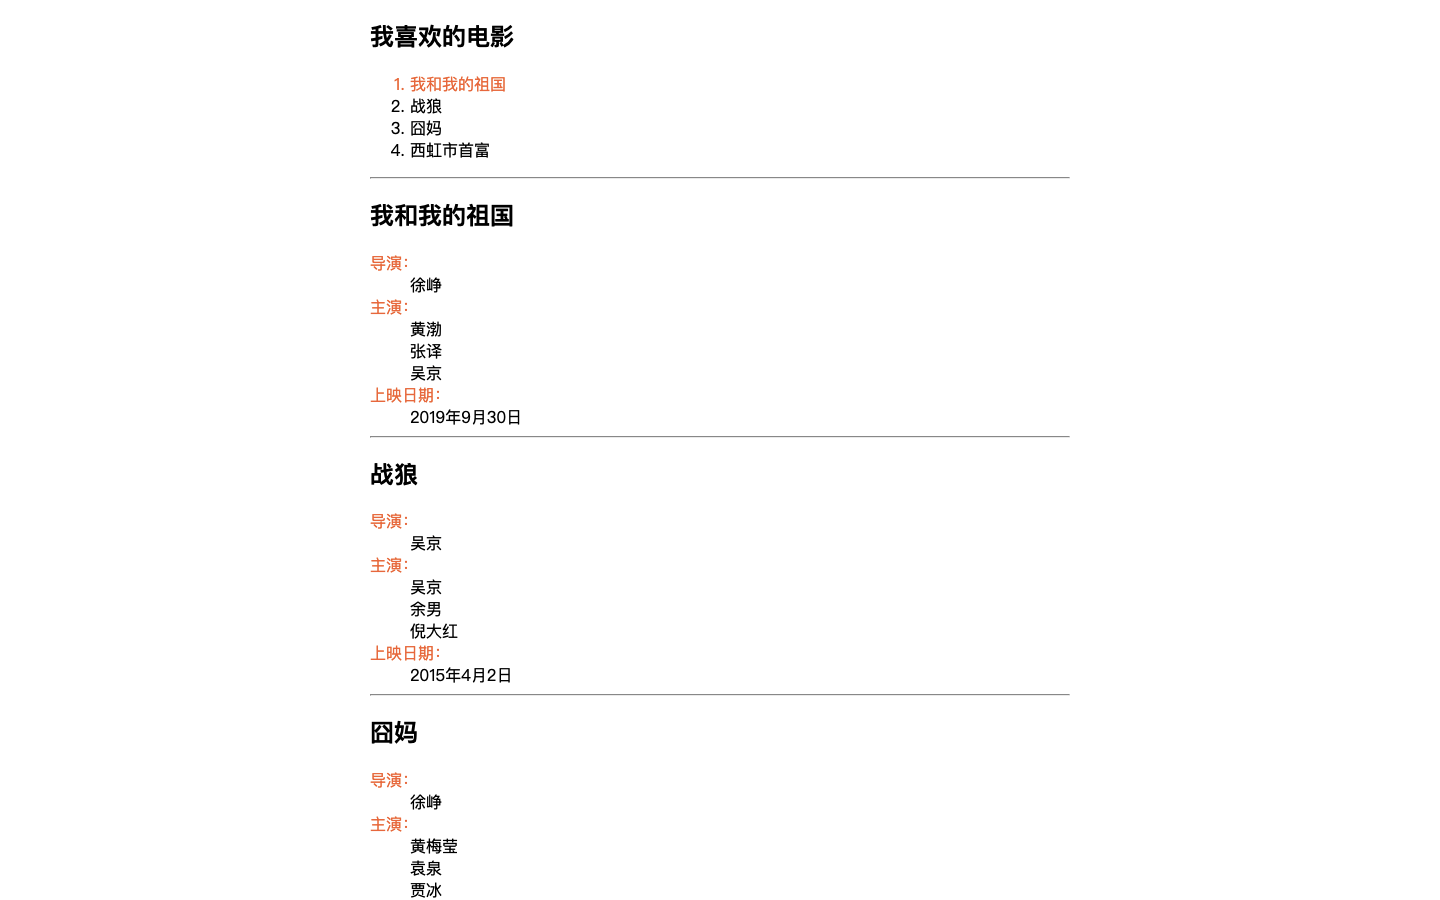 我喜欢的电影
1. 我和我的祖国
2. 战狼
3. 囧妈
4. 西虹市首富
我和我的祖国
导演：
徐峥
主演：
黄渤
张译
吴京
上映日期：
2019年9月30日
战狼
导演：
吴京
主演：
吴京
余男
倪大红
上映日期：
2015年4月2日
囧妈
导演：
徐峥
主演：
黄梅莹
袁泉
贾冰